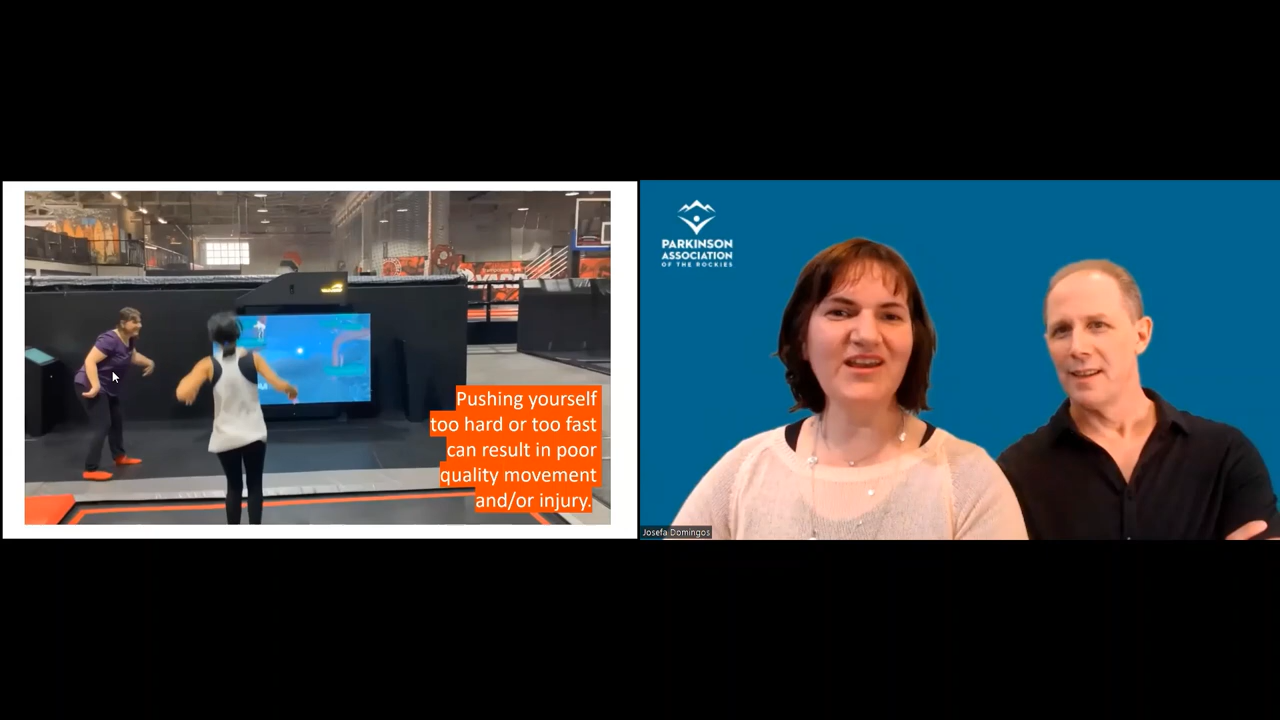 Pushing yourself
too hard or too fast
can result in poor
quality movement
and/or injury.
PARKINSON
ASSOCIATION
OF THE ROCKIES
Josefa Domingos